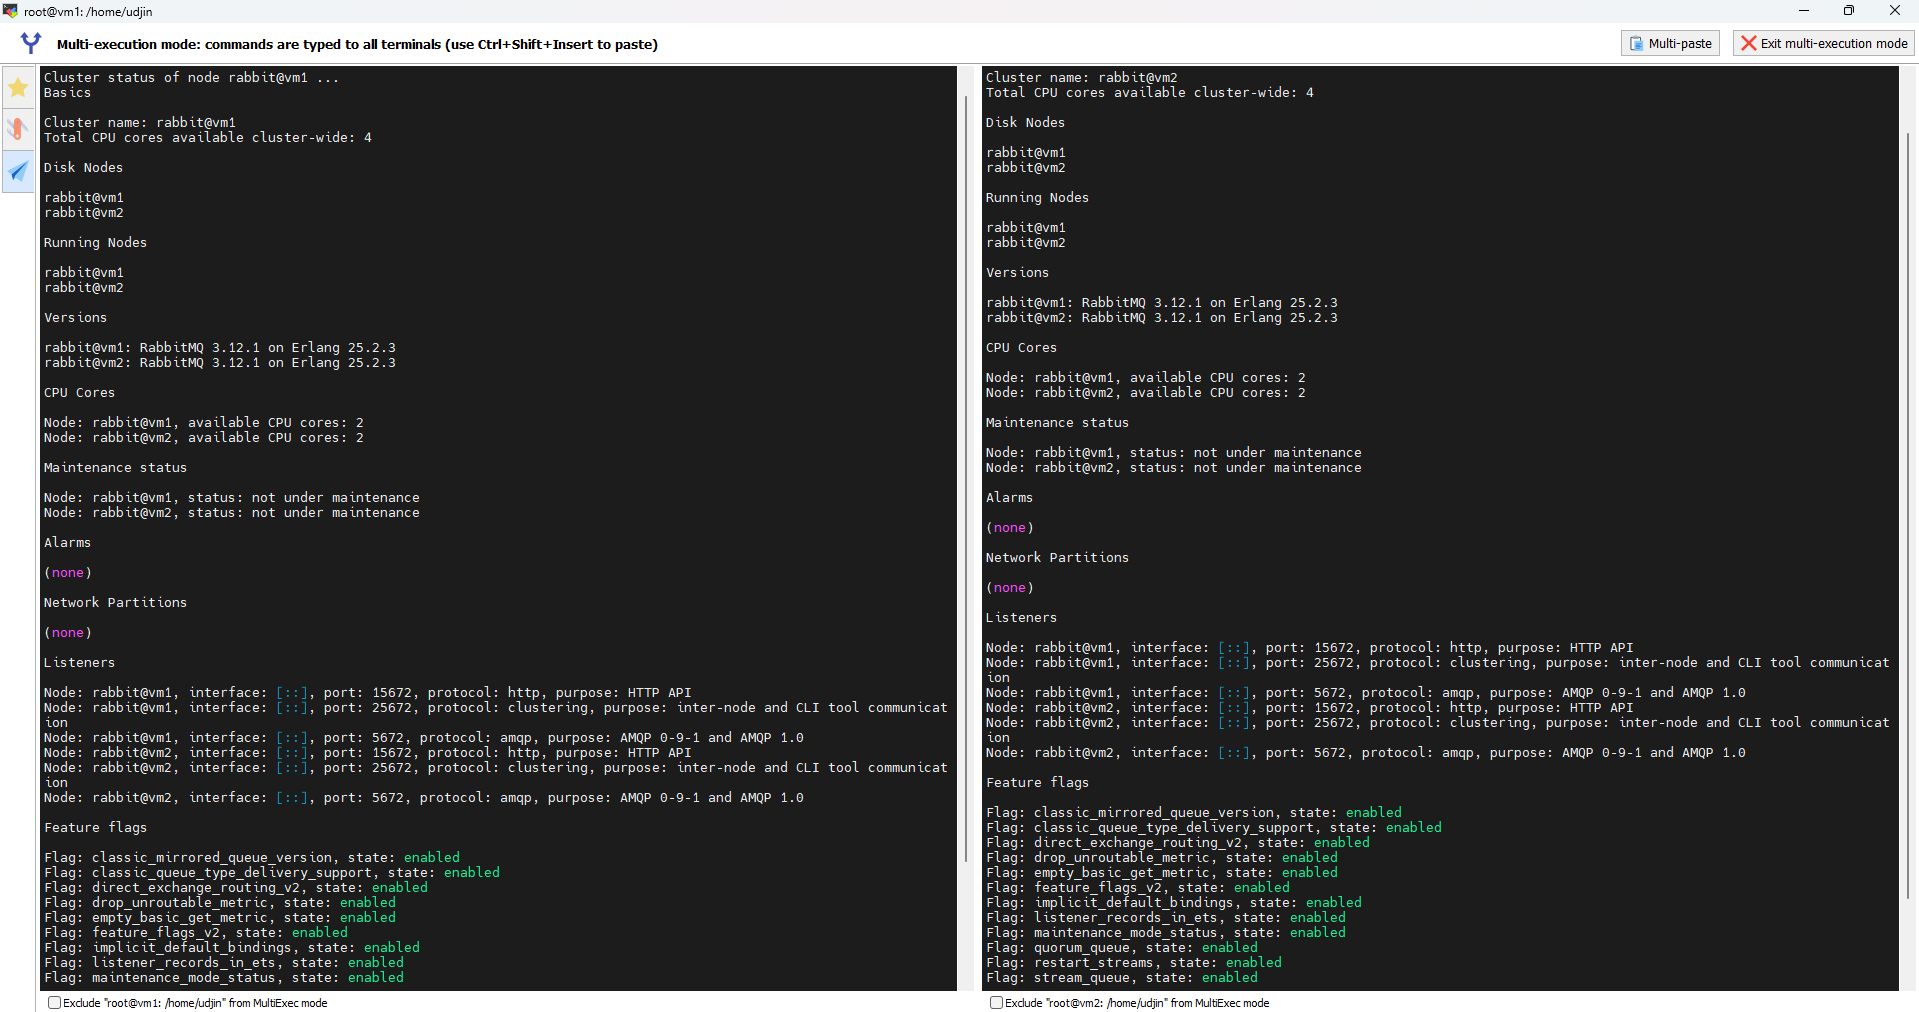 root@vm1: /home/udjin
Multi-execution mode: commands are typed to all terminals (use Ctrl+Shift+Insert to paste)
Multi-paste
Exit multi-execution mode
Cluster status of node rabbit@vm1 ...
Basics
Cluster name: rabbit@vm1
Total CPU cores available cluster-wide: 4
Disk Nodes
rabbit@vm1
rabbit@vm2
Running Nodes
rabbit@vm1
rabbit@vm2
Versions
rabbit@vm1: RabbitMQ 3.12.1 on Erlang 25.2.3
rabbit@vm2: RabbitMQ 3.12.1 on Erlang 25.2.3
CPU Cores
Node: rabbit@vm1, available CPU cores: 2
Node: rabbit@vm2, available CPU cores: 2
Maintenance status
Node: rabbit@vm1, status: not under maintenance
Node: rabbit@vm2, status: not under maintenance
Alarms
(none)
Network Partitions
(none)
Listeners
Node: rabbit@vm1, interface: [::], port: 15672, protocol: http, purpose: HTTP API
Node: rabbit@vm1, interface: [::], port: 25672, protocol: clustering, purpose: inter-node and CLI tool communicat
ion
Node: rabbit@vm1, interface: [::], port: 5672, protocol: amqp, purpose: AMQP 0-9-1 and AMQP 1.0
Node: rabbit@vm2, interface: [::], port: 15672, protocol: http, purpose: HTTP API
Node: rabbit@vm2, interface: [::], port: 25672, protocol: clustering, purpose: inter-node and CLI tool communicat
ion
Node: rabbit@vm2, interface: [::], port: 5672, protocol: amqp, purpose: AMQP 0-9-1 and AMQP 1.0
Feature flags
Flag: classic_mirrored_queue_version, state: enabled
Flag: classic_queue_type_delivery_support, state: enabled
Flag: direct_exchange_routing_v2, state: enabled
Flag: drop_unroutable_metric, state: enabled
Flag: empty_basic_get_metric, state: enabled
Flag: feature_flags_v2, state: enabled
Flag: implicit_default_bindings, state: enabled
Flag: listener_records_in_ets, state: enabled
Flag: maintenance_mode_status, state: enabled
Exclude "root@vm1: /home/udjin" from MultiExec mode
Cluster name: rabbit@vm2
Total CPU cores available cluster-wide: 4
Disk Nodes
rabbit@vm1
rabbit@vm2
Running Nodes
rabbit@vm1
rabbit@vm2
Versions
rabbit@vm1: RabbitMQ 3.12.1 on Erlang 25.2.3
rabbit@vm2: RabbitMQ 3.12.1 on Erlang 25.2.3
CPU Cores
Node: rabbit@vm1, available CPU cores: 2
Node: rabbit@vm2, available CPU cores: 2
Maintenance status
Node: rabbit@vm1, status: not under maintenance
Node: rabbit@vm2, status: not under maintenance
Alarms
(none)
Network Partitions
(none)
Listeners
Node: rabbit@vm1, interface: [::], port: 15672, protocol: http, purpose: HTTP API
Node: rabbit@vm1, interface: [::], port: 25672, protocol: clustering, purpose: inter-node and CLI tool communicat
ion
Node: rabbit@vm1, interface: [::], port: 5672, protocol: amqp, purpose: AMQP 0-9-1 and AMQP 1.0
Node: rabbit@vm2, interface: [::], port: 15672, protocol: http, purpose: HTTP API
Node: rabbit@vm2, interface: [::], port: 25672, protocol: clustering, purpose: inter-node and CLI tool communicat
ion
Node: rabbit@vm2, interface: [::], port: 5672, protocol: amqp, purpose: AMQP 0-9-1 and AMQP 1.0
Feature flags
Flag: classic_mirrored_queue_version, state: enabled
Flag: classic_queue_type_delivery_support, state: enabled
Flag: direct_exchange_routing_v2, state: enabled
Flag: drop_unroutable_metric, state: enabled
Flag: empty_basic_get_metric, state: enabled
Flag: feature_flags_v2, state: enabled
Flag: implicit_default_bindings, state: enabled
Flag: listener_records_in_ets, state: enabled
Flag: maintenance_mode_status, state: enabled
Flag: quorum_queue, state: enabled
Flag: restart_streams, state: enabled
Flag: stream_queue, state: enabled
Exclude "root@vm2: /home/udjin" from MultiExec mode